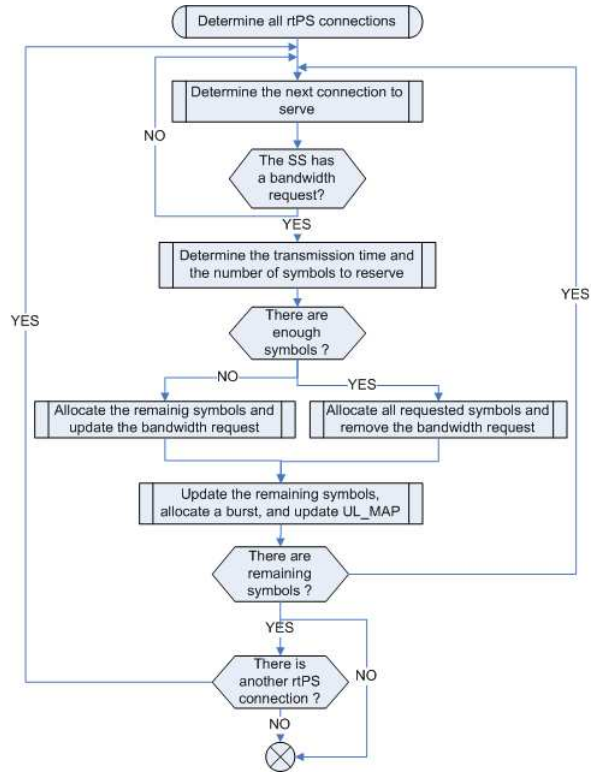 Determine all rtPS connections
Determine the next connection to
serve
NO
The SS has
a bandwidth
request?
YES
Determine the transmission time and
the number of symbols to reserve
YES
YES
There are
enough
symbols ?
NO
YES
Allocate the remainig symbols and
update the bandwidth request
Allocate all requested symbols and
remove the bandwidth request
Update the remaining symbols,
allocate a burst, and update UL_MAP
There are
remaining
symbols ?
YES
NO
There is
another rtPS
connection ?
NO